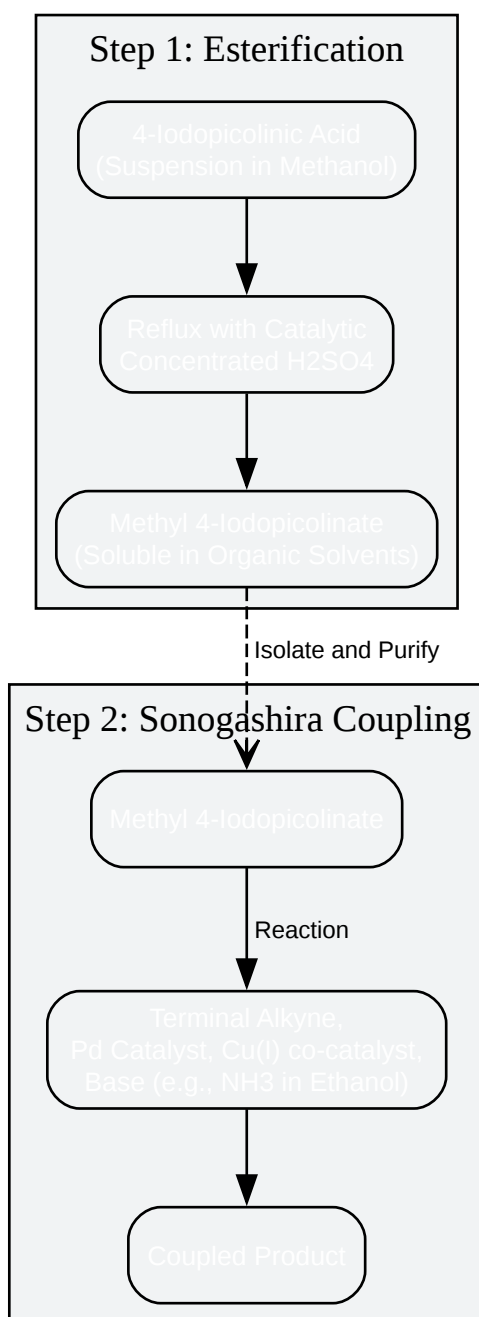 Step 1: Esterification
4-Iodopicolinic Acid
(Suspension in Methanol)
Reflux with Catalytic
Concentrated H2SO4
Methyl 4-Iodopicolinate
(Soluble in Organic Solvents)
Isolate and Purify
Step 2: Sonogashira Coupling
Methyl 4-Iodopicolinate
Reaction
Terminal Alkyne,
Pd Catalyst, Cu(I) co-catalyst,
Base (e.g., NH3 in Ethanol)
Coupled Product